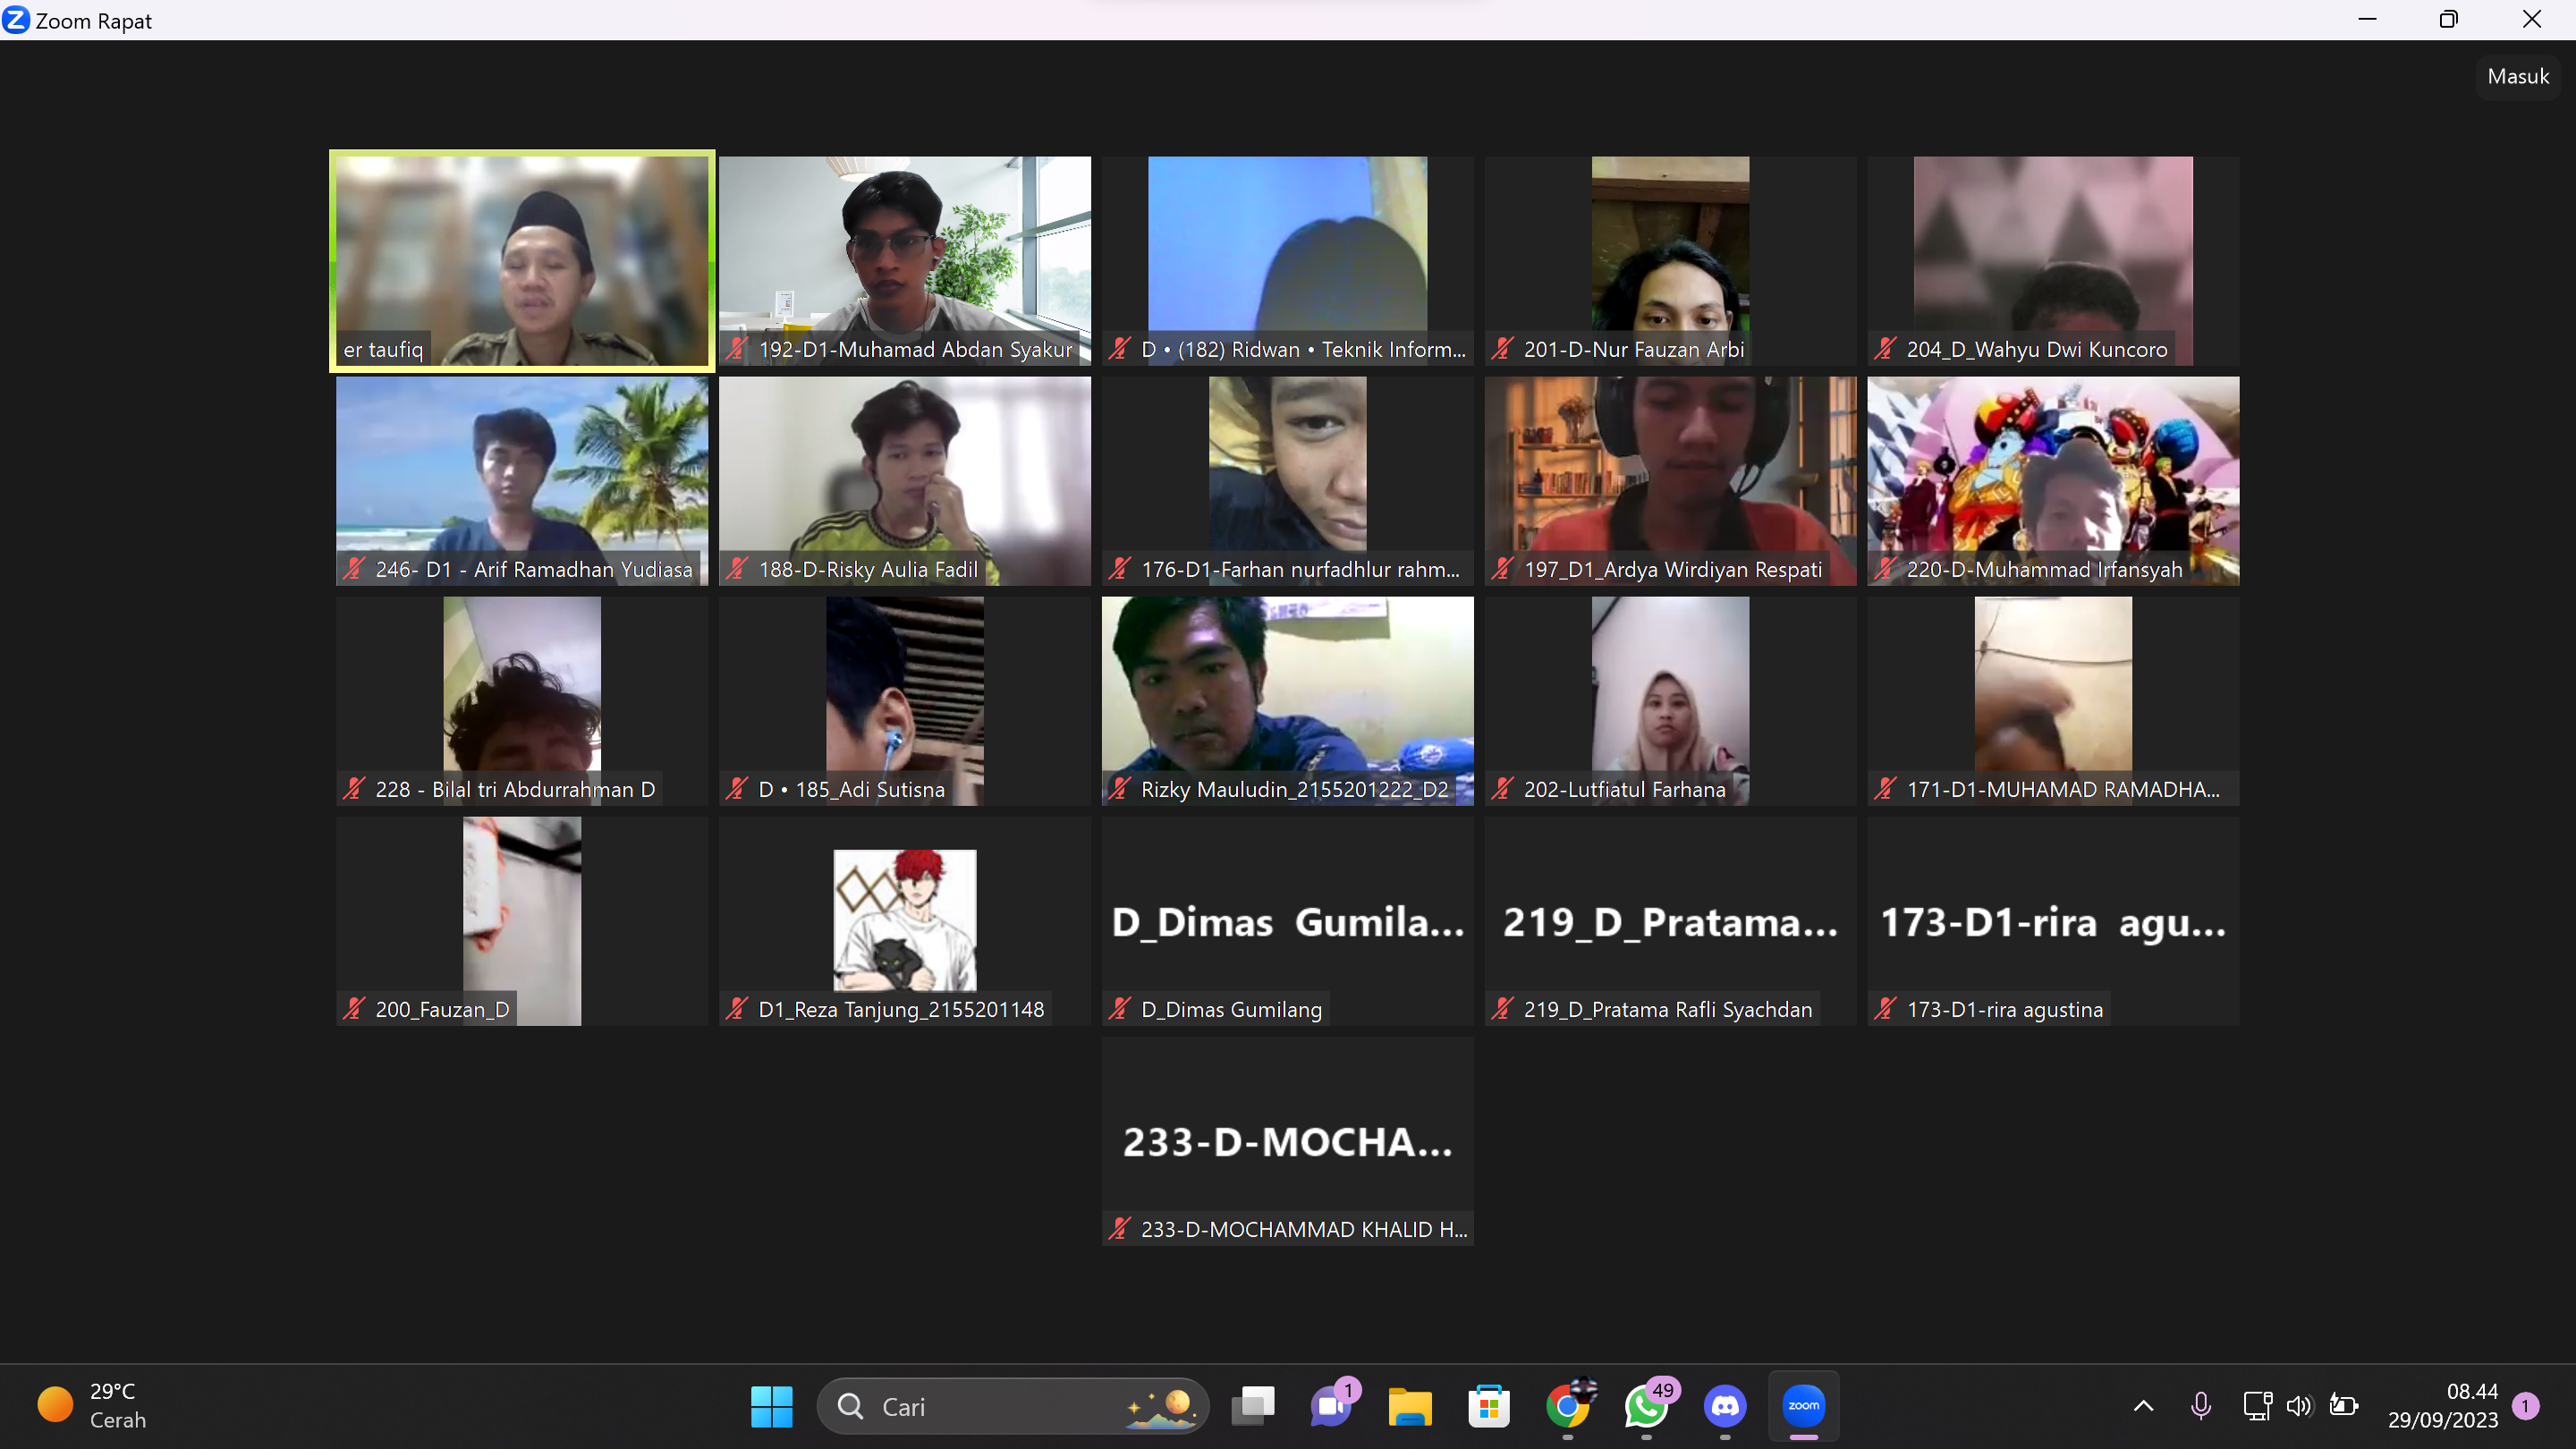 Zoom Rapat
Masuk
er taufiq
192-D1-Muhamad Abdan Syakur
D • (182) Ridwan • Teknik Inform...
201-D-Nur Fauzan Arbi
204_D_Wahyu Dwi Kuncoro
246- D1 - Arif Ramadhan Yudiasa
188-D-Risky Aulia Fadil
176-D1-Farhan nurfadhlur rahm...
197_D1_Ardya Wirdiyan Respati
220-D-Muhammad Irfansyah
228 - Bilal tri Abdurrahman D
D • 185_Adi Sutisna
Rizky Mauludin_2155201222_D2
202-Lutfiatul Farhana
171-D1-MUHAMAD RAMADHA...
200_Fauzan_D
D1_Reza Tanjung_2155201148
D_Dimas Gumila...
D_Dimas Gumilang
219_D_Pratama...
219_D_Pratama Rafli Syachdan
173-D1-rira agu...
173-D1-rira agustina
233-D-MOCHA...
233-D-MOCHAMMAD KHALID H...
29°C
Cerah
Cari
1
49
zoom
08.44
29/09/2023
1